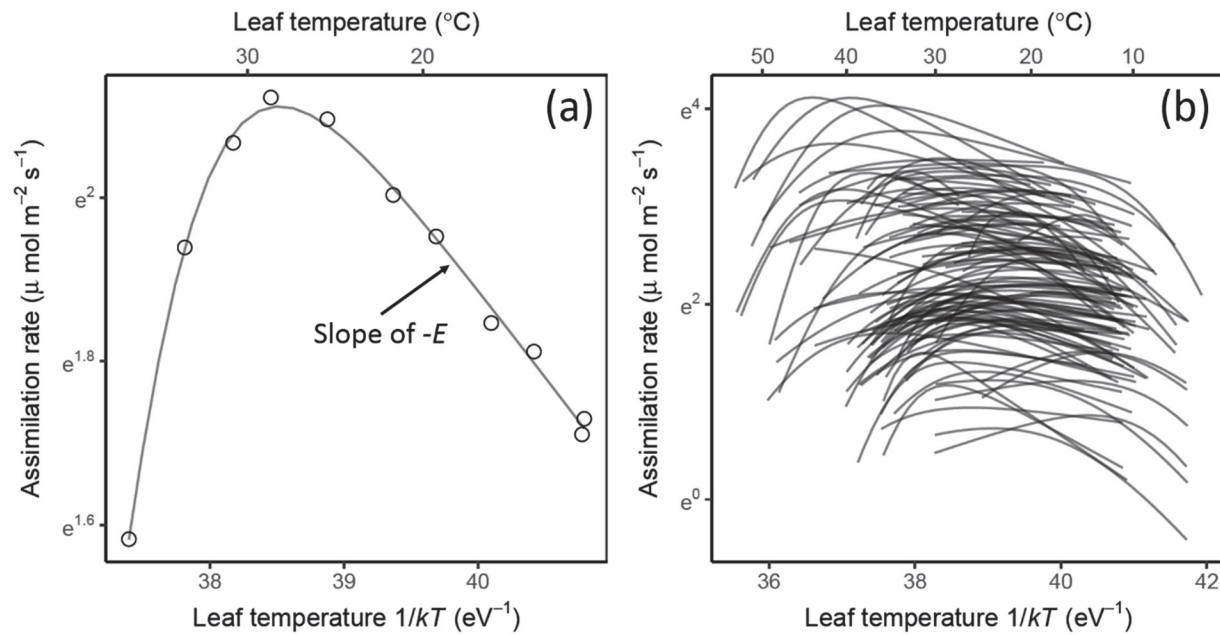 Leaf temperature (°C)
30 19
(a)
Assimilation rate (μ mol m⁻² s⁻¹)
e²
e¹·⁸
e¹·⁶
Slope of -E
38 39 40
Leaf temperature 1/kT (eV⁻¹)
Leaf temperature (°C)
50 40 30 20 10
(b)
Assimilation rate (μ mol m⁻² s⁻¹)
e⁴
e²
e⁰
36 38 40 42
Leaf temperature 1/kT (eV⁻¹)